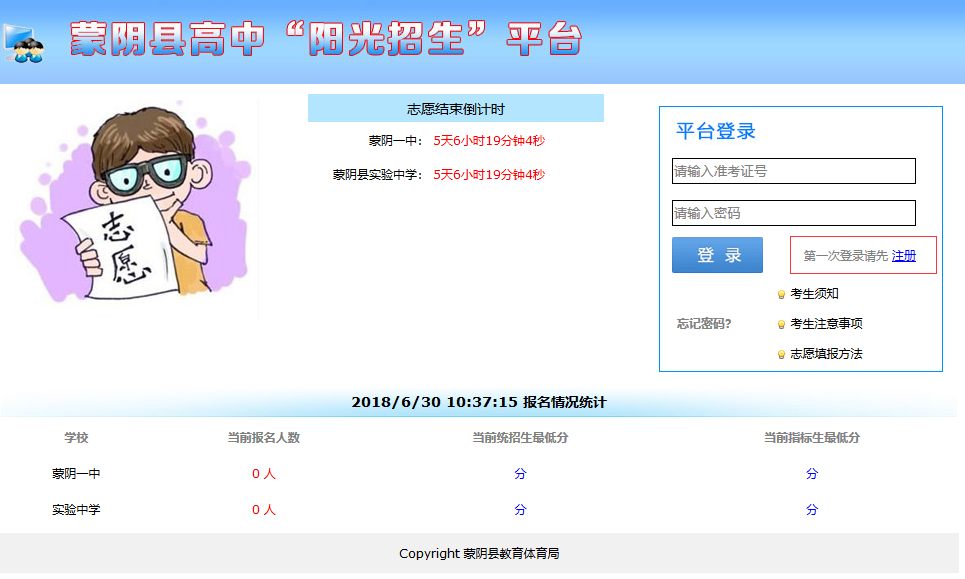 蒙阴县高中“阳光招生”平台
志愿
志愿结束倒计时
蒙阴一中： 5天6小时19分钟4秒
蒙阴县实验中学： 5天6小时19分钟4秒
平台登录
请输入准考证号
请输入密码
登 录
第一次登录请先 注册
考生须知
忘记密码? 考生注意事项
志愿填报方法
2018/6/30 10:37:15 报名情况统计
学校 当前报名人数 当前统招生最低分 当前指标生最低分
蒙阴一中 0 人 分 分
实验中学 0 人 分 分
Copyright 蒙阴县教育体育局